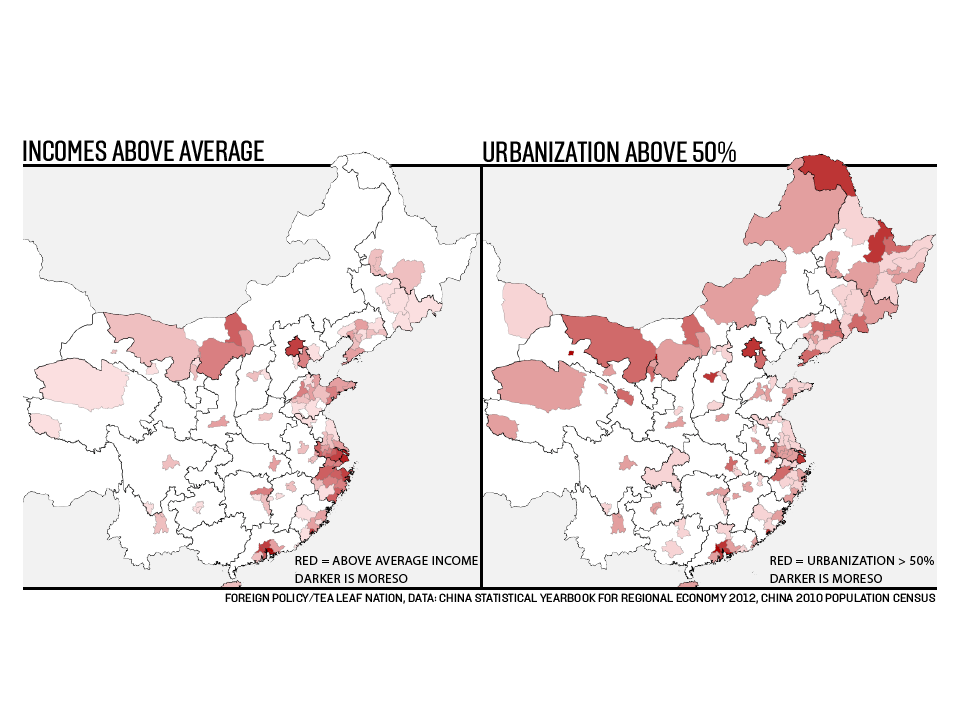 INCOMES ABOVE AVERAGE
URBANIZATION ABOVE 50%
RED = ABOVE AVERAGE INCOME
DARKER IS MORESO
RED = URBANIZATION > 50%
DARKER IS MORESO
FOREIGN POLICY/TEA LEAF NATION, DATA: CHINA STATISTICAL YEARBOOK FOR REGIONAL ECONOMY 2012, CHINA 2010 POPULATION CENSUS